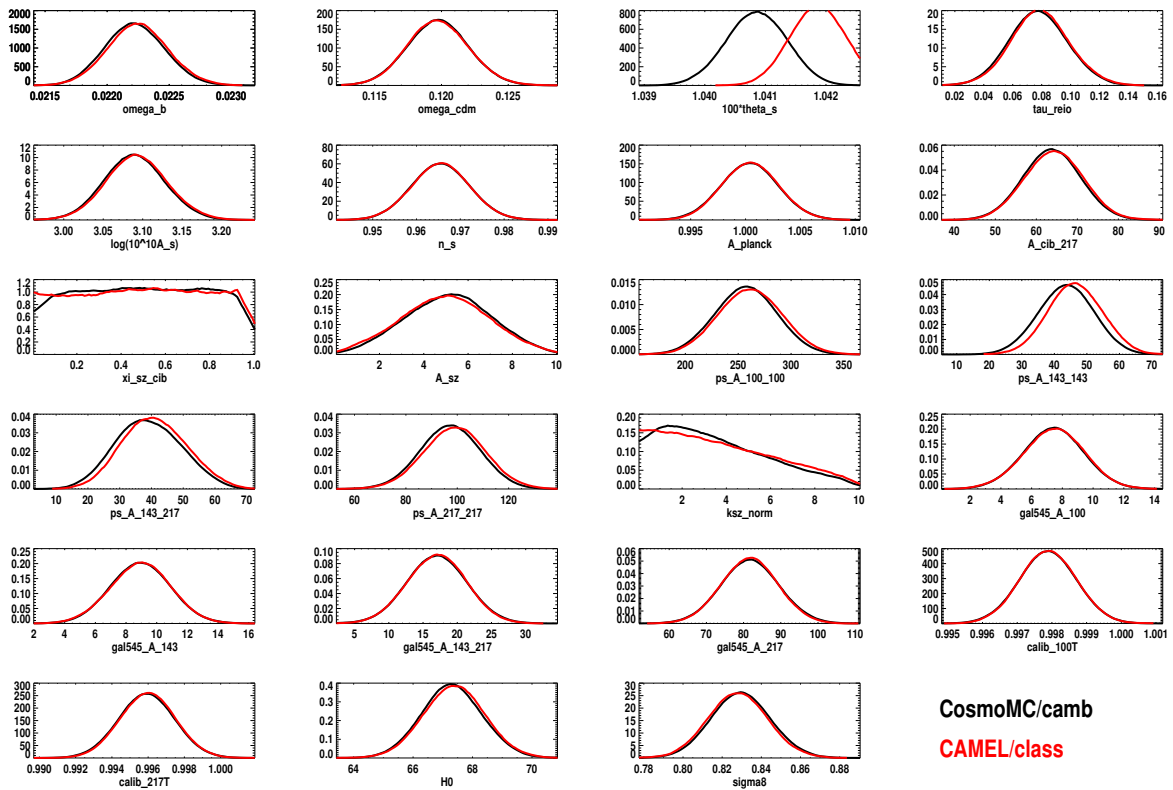 2000
1500
1000
500
0
0.0215 0.0220 0.0225 0.0230
omega_b
200
150
100
50
0
0.115 0.120 0.125
omega_cdm
800
600
400
200
0
1.039 1.040 1.041 1.042
100*theta_s
20
15
10
5
0
0.02 0.04 0.06 0.08 0.10 0.12 0.14 0.16
tau_reio
12
10
8
6
4
2
0
3.00 3.05 3.10 3.15 3.20
log(10^10A_s)
80
60
40
20
0
0.95 0.96 0.97 0.98 0.99
n_s
200
150
100
50
0
0.995 1.000 1.005 1.010
A_planck
0.06
0.04
0.02
0.00
40 50 60 70 80 90
A_cib_217
1.2
1.0
0.8
0.6
0.4
0.2
0.0
0.2 0.4 0.6 0.8 1.0
xi_sz_cib
0.25
0.20
0.15
0.10
0.05
0.00
2 4 6 8 10
A_sz
0.015
0.010
0.005
0.000
200 250 300 350
ps_A_100_100
0.05
0.04
0.03
0.02
0.01
0.00
10 20 30 40 50 60 70
ps_A_143_143
0.04
0.03
0.02
0.01
0.00
10 20 30 40 50 60 70
ps_A_143_217
0.04
0.03
0.02
0.01
0.00
60 80 100 120
ps_A_217_217
0.20
0.15
0.10
0.05
0.00
2 4 6 8 10
ksz_norm
0.25
0.20
0.15
0.10
0.05
0.00
2 4 6 8 10 12 14
gal545_A_100
0.25
0.20
0.15
0.10
0.05
0.00
2 4 6 8 10 12 14 16
gal545_A_143
0.10
0.08
0.06
0.04
0.02
0.00
5 10 15 20 25 30
gal545_A_143_217
0.06
0.05
0.04
0.03
0.02
0.01
0.00
60 70 80 90 100 110
gal545_A_217
500
400
300
200
100
0
0.995 0.996 0.997 0.998 0.999 1.000 1.001
calib_100T
300
250
200
150
100
50
0
0.990 0.992 0.994 0.996 0.998 1.000
calib_217T
0.4
0.3
0.2
0.1
0.0
64 66 68 70
H0
30
25
20
15
10
5
0
0.78 0.80 0.82 0.84 0.86 0.88
sigma8
CosmoMC/camb
CAMEL/class